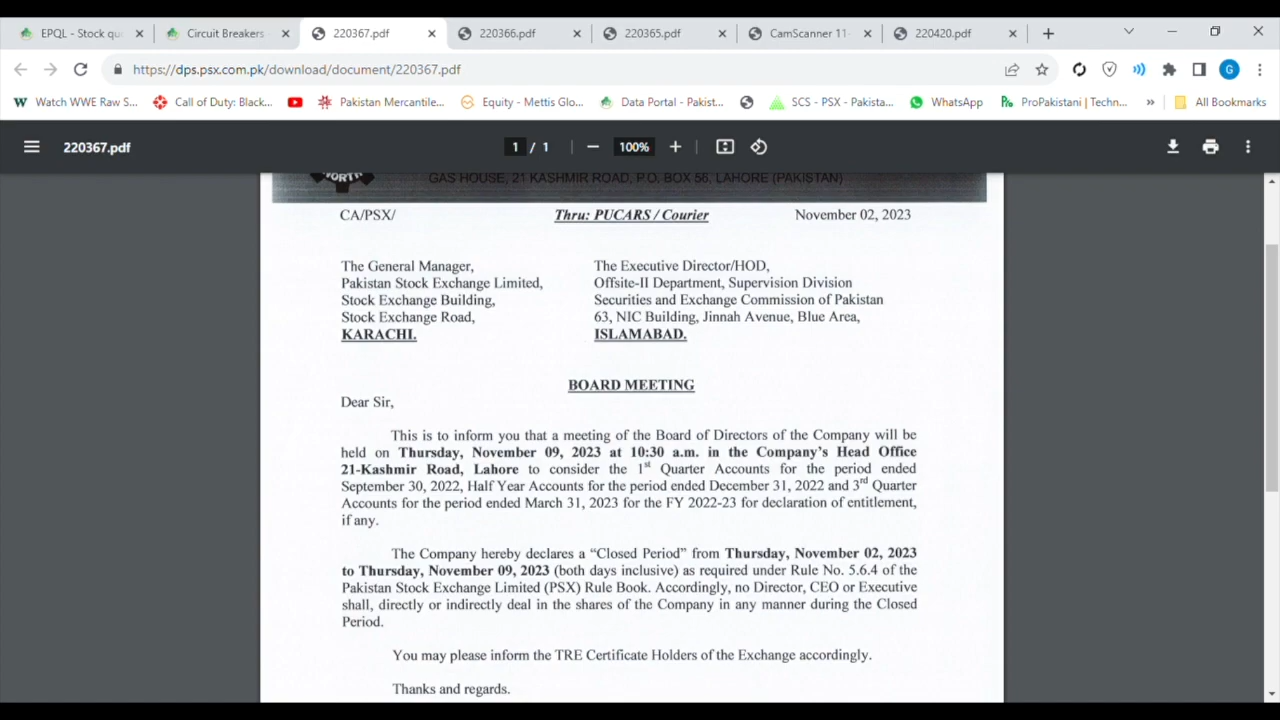 EPQL - Stock quo
Circuit Breakers
220367.pdf
220366.pdf
220365.pdf
CamScanner 11-
220420.pdf
https://dps.psx.com.pk/download/document/220367.pdf
G
W Watch WWE Raw S...
Call of Duty: Black...
Pakistan Mercantile...
Equity - Mettis Glo...
Data Portal - Pakist...
SCS - PSX - Pakista...
WhatsApp
ProPakistani | Techn...
»
All Bookmarks
220367.pdf
1 / 1
100%
GAS HOUSE, 21 KASHMIR ROAD, P.O. BOX 56, LAHORE (PAKISTAN)
CA/PSX/ Thru: PUCARS / Courier November 02, 2023
The General Manager,
Pakistan Stock Exchange Limited,
Stock Exchange Building,
Stock Exchange Road,
KARACHI.
The Executive Director/HOD,
Offsite-II Department, Supervision Division
Securities and Exchange Commission of Pakistan
63, NIC Building, Jinnah Avenue, Blue Area,
ISLAMABAD.
BOARD MEETING
Dear Sir,
This is to inform you that a meeting of the Board of Directors of the Company will be
held on Thursday, November 09, 2023 at 10:30 a.m. in the Company's Head Office
21-Kashmir Road, Lahore to consider the 1st Quarter Accounts for the period ended
September 30, 2022, Half Year Accounts for the period ended December 31, 2022 and 3rd Quarter
Accounts for the period ended March 31, 2023 for the FY 2022-23 for declaration of entitlement,
if any.
The Company hereby declares a “Closed Period” from Thursday, November 02, 2023
to Thursday, November 09, 2023 (both days inclusive) as required under Rule No. 5.6.4 of the
Pakistan Stock Exchange Limited (PSX) Rule Book. Accordingly, no Director, CEO or Executive
shall, directly or indirectly deal in the shares of the Company in any manner during the Closed
Period.
You may please inform the TRE Certificate Holders of the Exchange accordingly.
Thanks and regards.